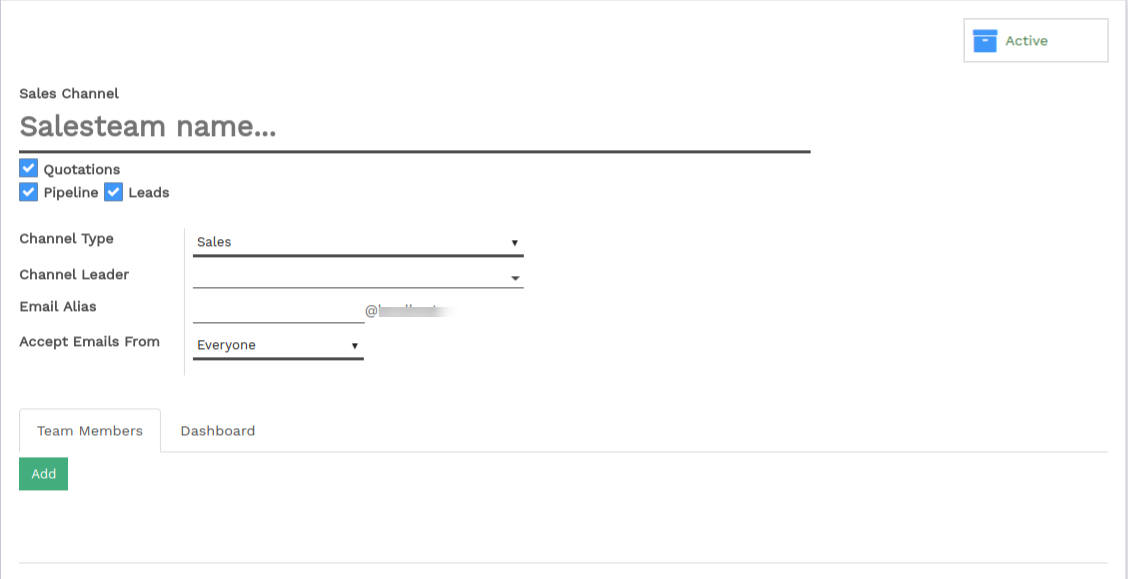 Active
Sales Channel
Salesteam name...
Quotations
Pipeline Leads
Channel Type Sales
Channel Leader
Email Alias @
Accept Emails From Everyone
Team Members Dashboard
Add